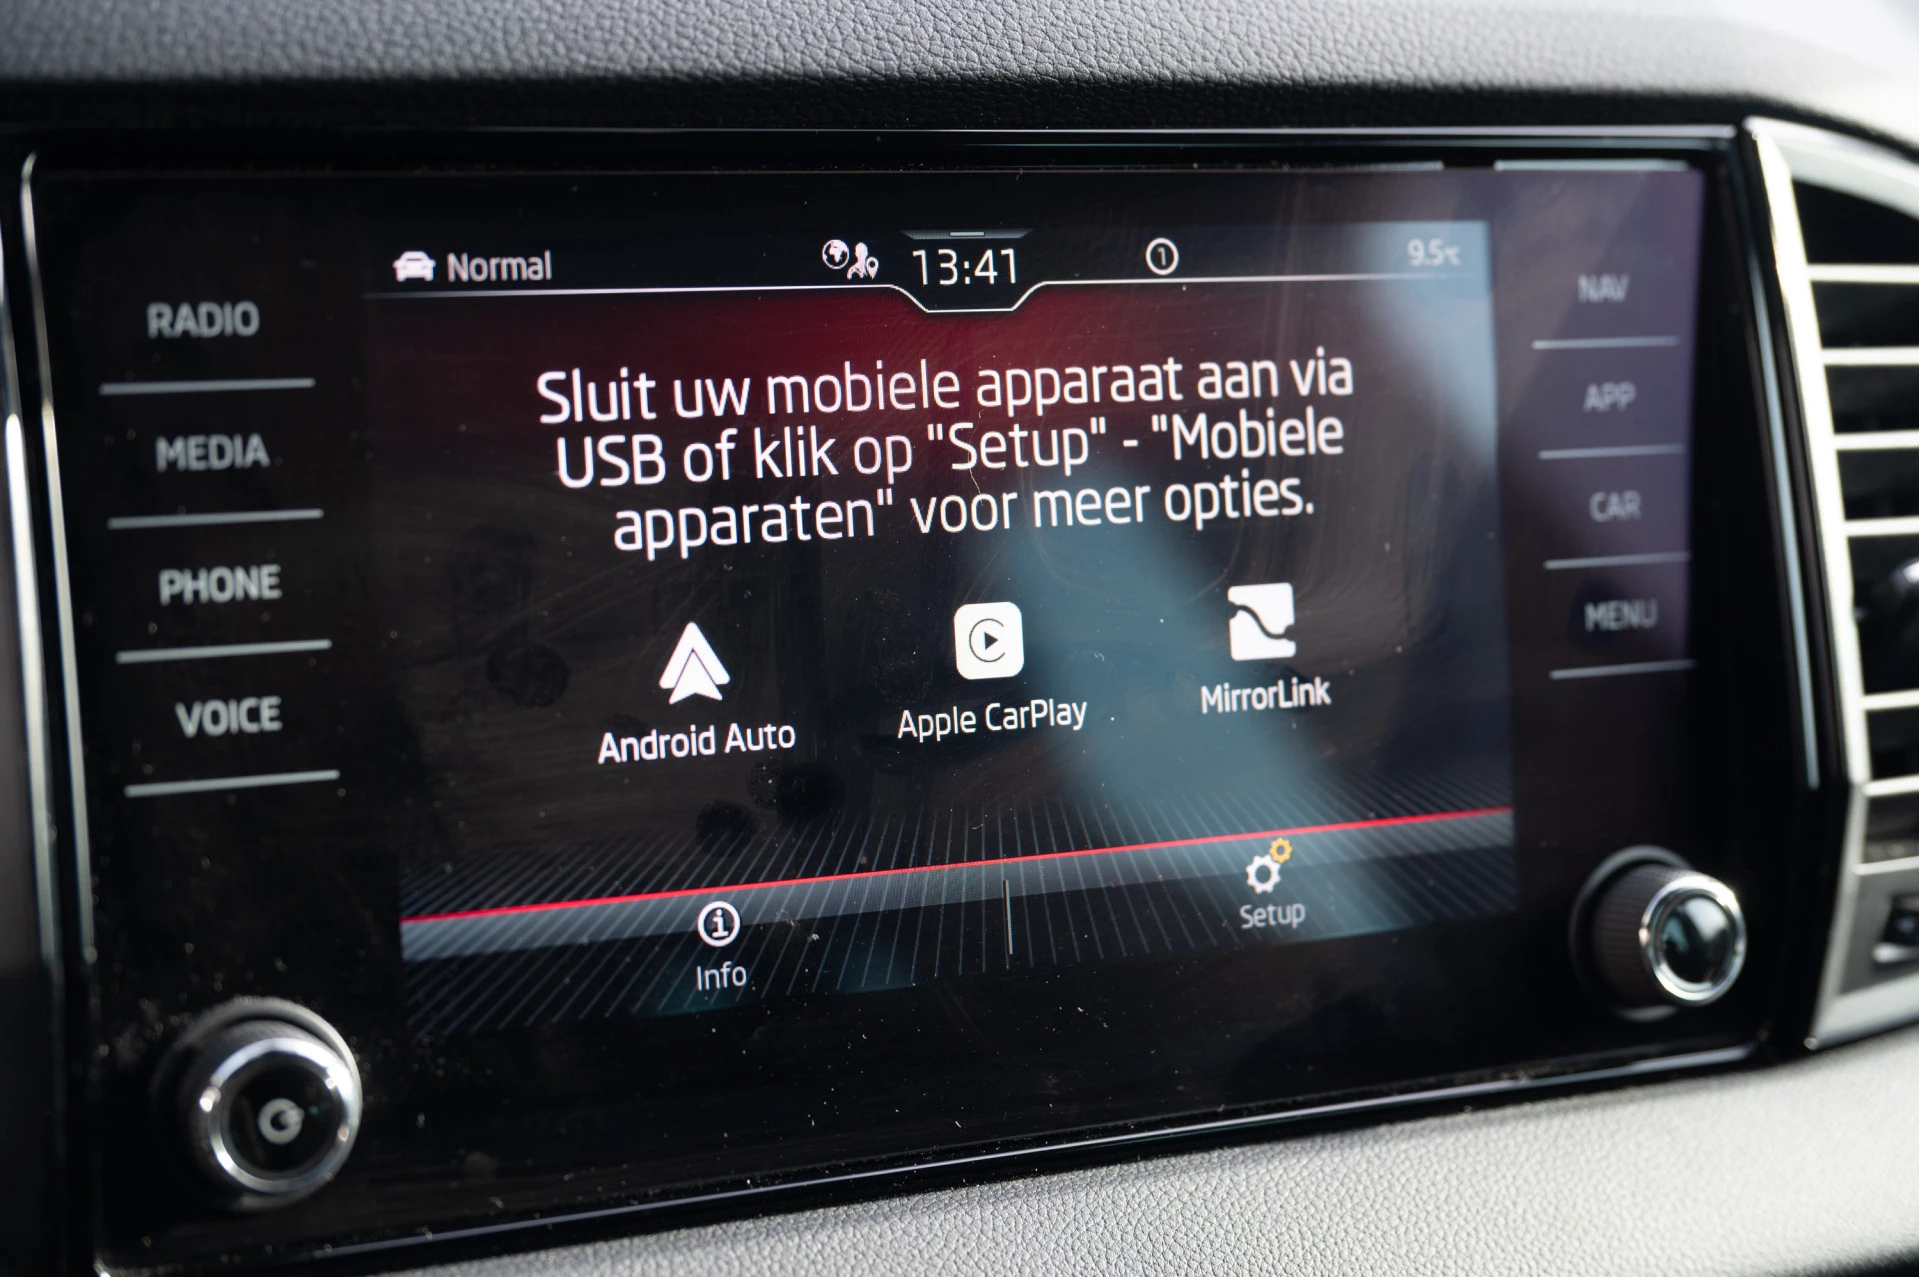 Normal 13:41 1 9.5°C
RADIO
MEDIA
PHONE
VOICE
Sluit uw mobiele apparaat aan via
USB of klik op "Setup" - "Mobiele
apparaten" voor meer opties.
Android Auto
Apple CarPlay
MirrorLink
Info
Setup
NAV
APP
CAR
MENU